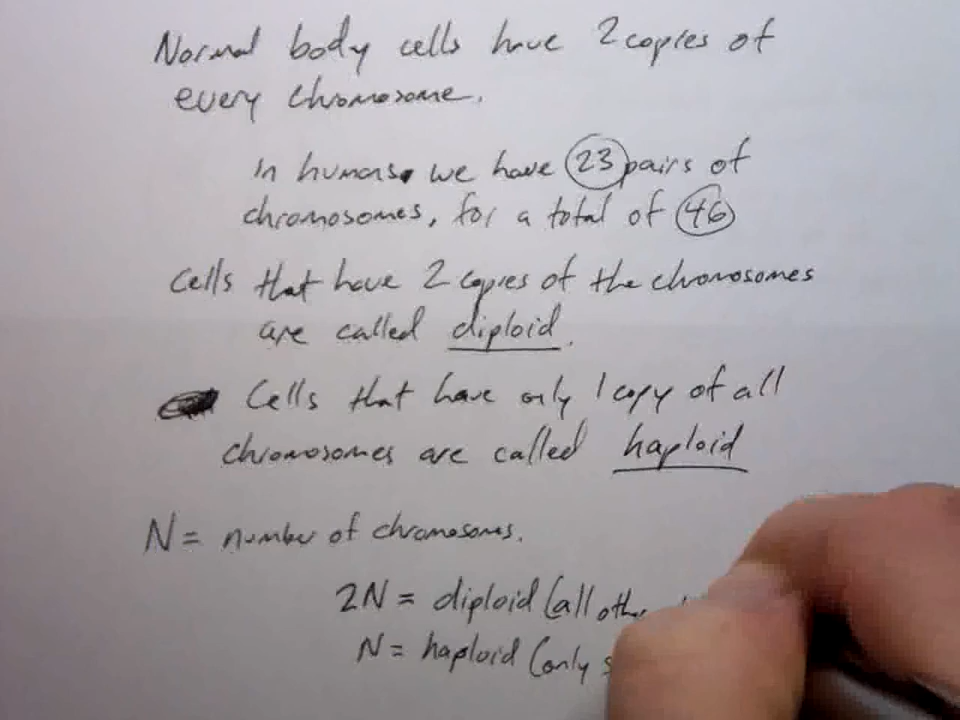 Normal body cells have 2 copies of
every chromosome.
In humans we have 23 pairs of
chromosomes, for a total of 46
Cells that have 2 copies of the chromosomes
are called diploid.
Cells that have only 1 copy of all
chromosomes are called haploid
N = number of chromosomes.
2N = diploid (all other
N = haploid (only